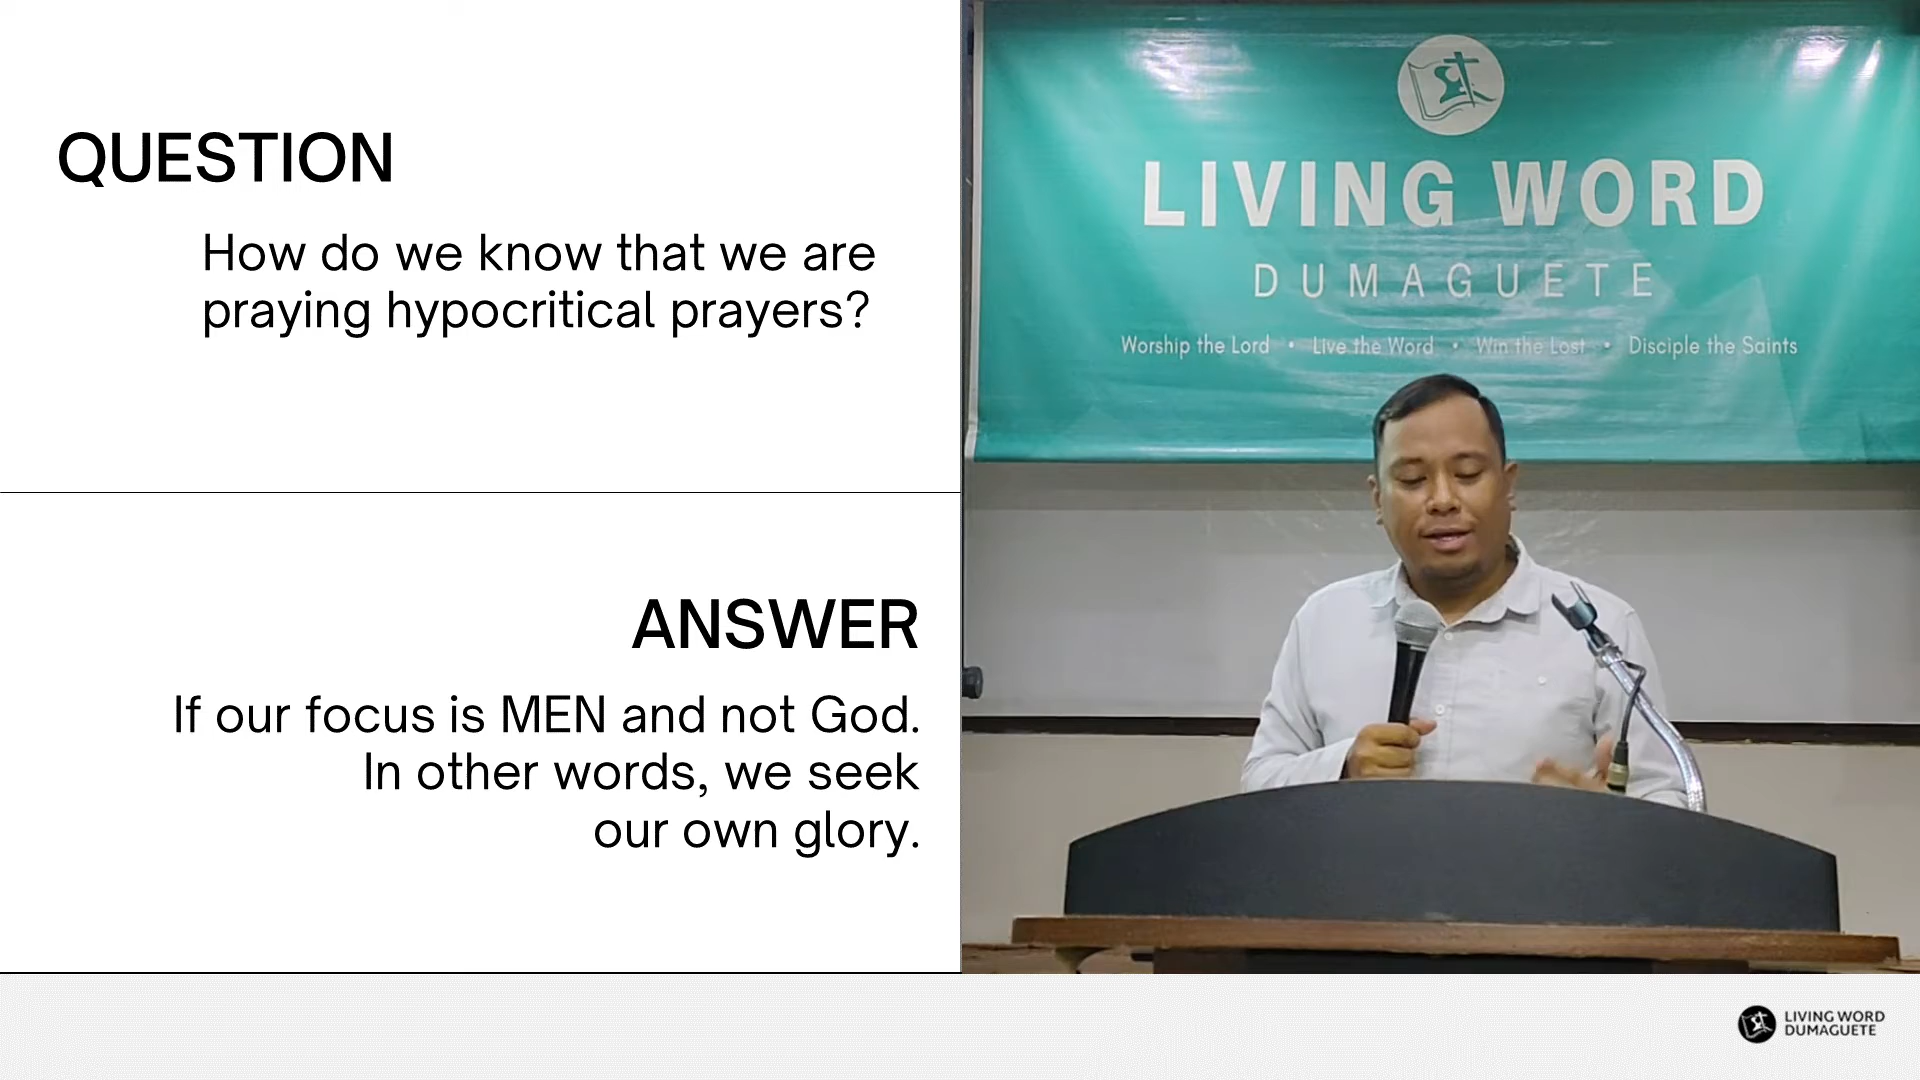 QUESTION
How do we know that we are
praying hypocritical prayers?
ANSWER
If our focus is MEN and not God.
In other words, we seek
our own glory.
LIVING WORD
DUMAGUETE
Worship the Lord • Live the Word • Win the Lost • Disciple the Saints
LIVING WORD
DUMAGUETE